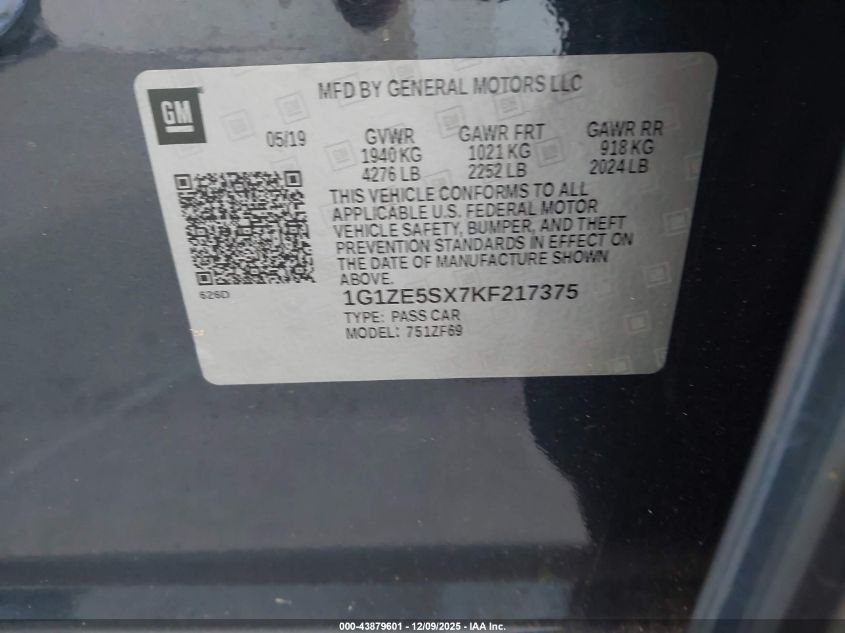 MFD BY GENERAL MOTORS LLC
GM
05/19
GVWR
1940 KG
4276 LB
GAWR FRT
1021 KG
2252 LB
GAWR RR
918 KG
2024 LB
THIS VEHICLE CONFORMS TO ALL
APPLICABLE U.S. FEDERAL MOTOR
VEHICLE SAFETY, BUMPER, AND THEFT
PREVENTION STANDARDS IN EFFECT ON
THE DATE OF MANUFACTURE SHOWN
ABOVE.
626D
1G1ZE5SX7KF217375
TYPE: PASS CAR
MODEL: 751ZF69
000-43879601 - 12/09/2025 - IAA Inc.